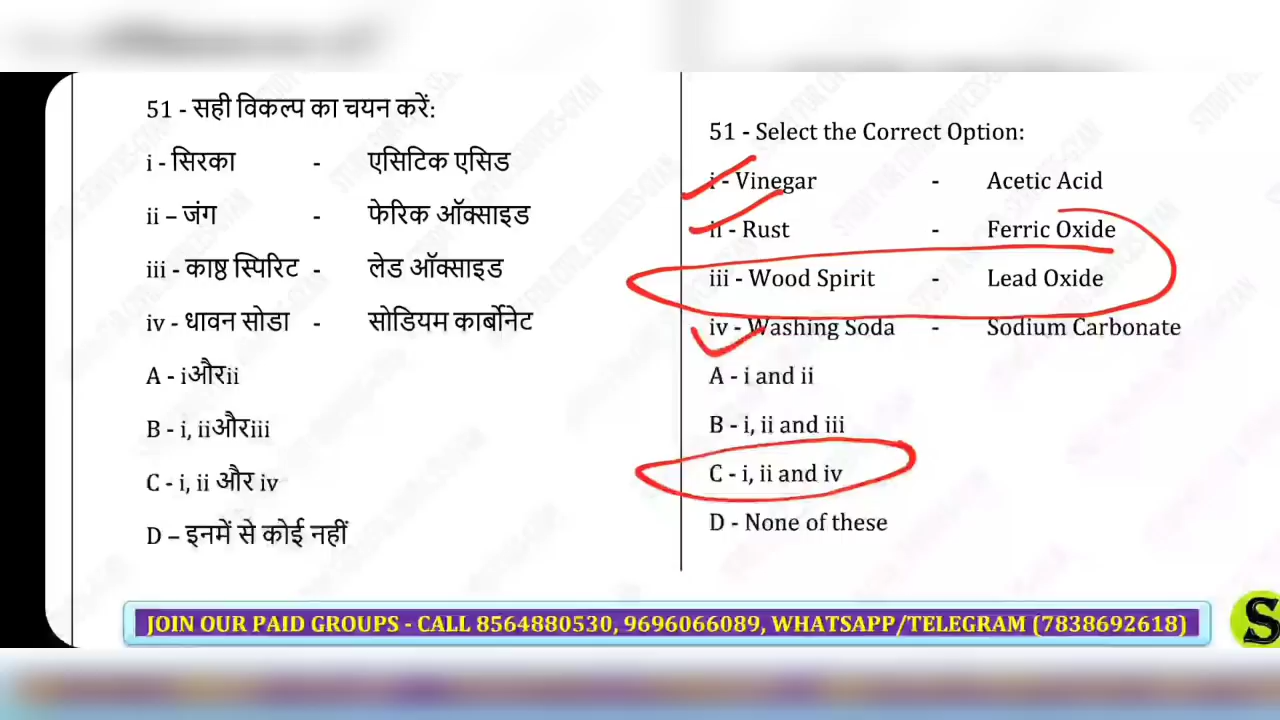 51 - सही विकल्प का चयन करें:
i - सिरका - एसिटिक एसिड
ii – जंग - फेरिक ऑक्साइड
iii - काष्ठ स्पिरिट - लेड ऑक्साइड
iv - धावन सोडा - सोडियम कार्बोनेट
A - iऔरii
B - i, iiऔरiii
C - i, ii और iv
D – इनमें से कोई नहीं
51 - Select the Correct Option:
i - Vinegar - Acetic Acid
ii - Rust - Ferric Oxide
iii - Wood Spirit - Lead Oxide
iv - Washing Soda - Sodium Carbonate
A - i and ii
B - i, ii and iii
C - i, ii and iv
D - None of these
JOIN OUR PAID GROUPS - CALL 8564880530, 9696066089, WHATSAPP/TELEGRAM (7838692618)
S